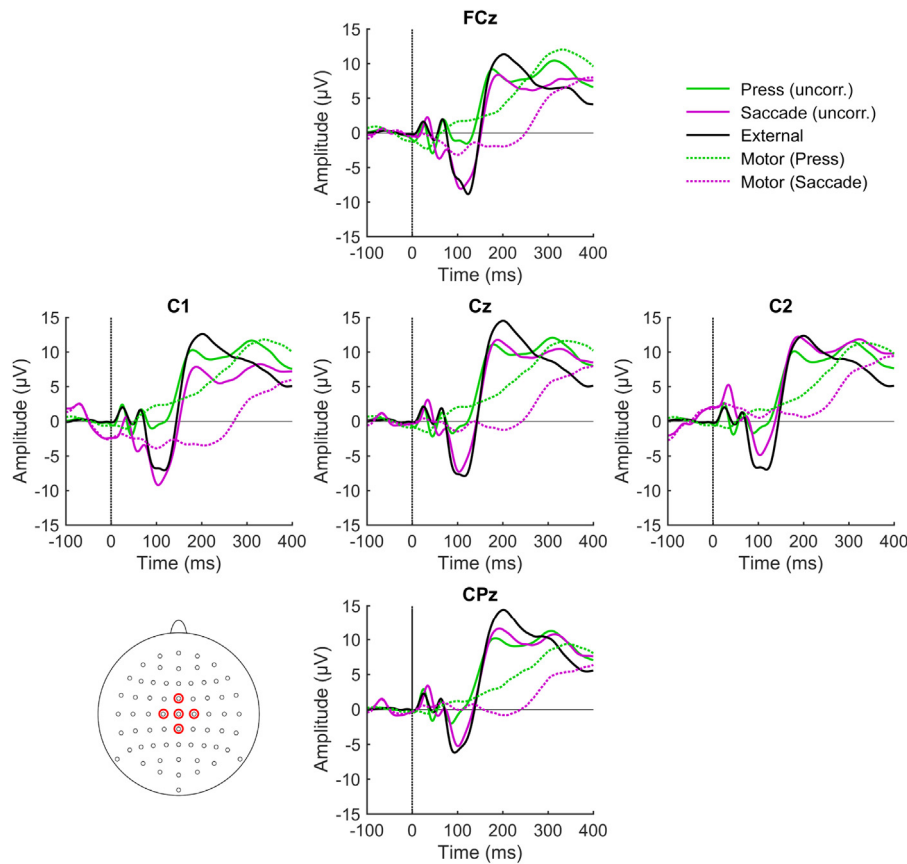 FCz
15
10
5
0
-5
-10
-15
Amplitude (µV)
-100 0 100 200 300 400
Time (ms)
Press (uncorr.)
Saccade (uncorr.)
External
Motor (Press)
Motor (Saccade)
C1
15
10
5
0
-5
-10
-15
Amplitude (µV)
-100 0 100 200 300 400
Time (ms)
Cz
15
10
5
0
-5
-10
-15
Amplitude (µV)
-100 0 100 200 300 400
Time (ms)
C2
15
10
5
0
-5
-10
-15
Amplitude (µV)
-100 0 100 200 300 400
Time (ms)
CPz
15
10
5
0
-5
-10
-15
Amplitude (µV)
-100 0 100 200 300 400
Time (ms)